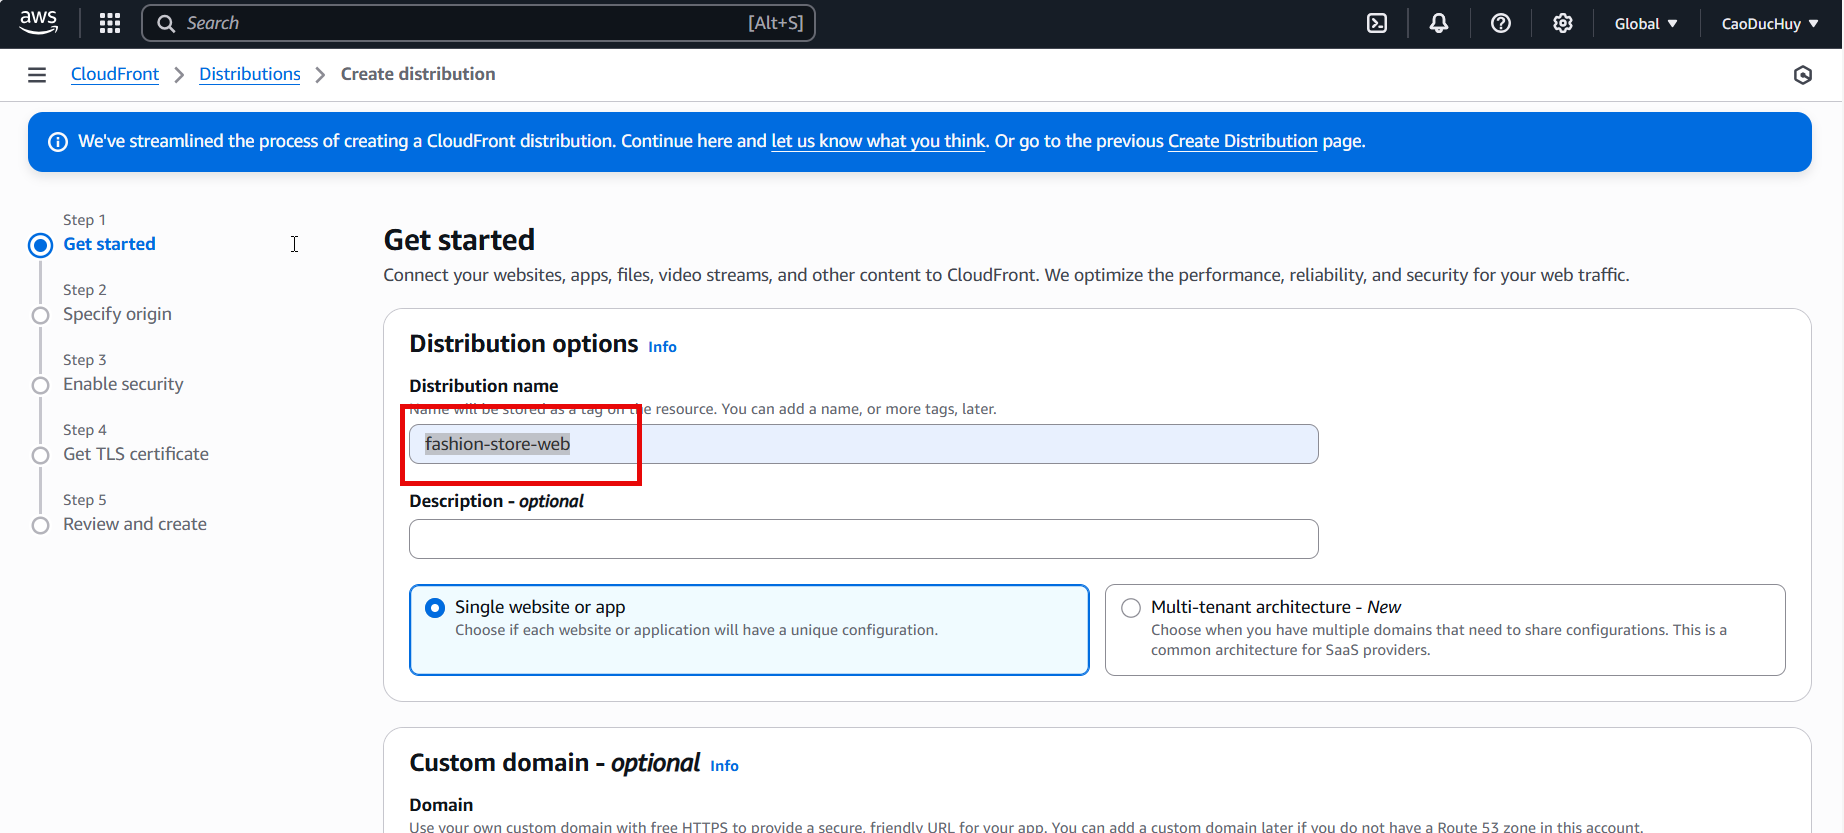 aws
Search
[Alt+S]
Global
CaoDucHuy
CloudFront
Distributions
Create distribution
We've streamlined the process of creating a CloudFront distribution. Continue here and let us know what you think. Or go to the previous Create Distribution page.
Step 1
Get started
Step 2
Specify origin
Step 3
Enable security
Step 4
Get TLS certificate
Step 5
Review and create
Get started
Connect your websites, apps, files, video streams, and other content to CloudFront. We optimize the performance, reliability, and security for your web traffic.
Distribution options Info
Distribution name
Name will be stored as a tag on the resource. You can add a name, or more tags, later.
fashion-store-web
Description - optional
Single website or app
Choose if each website or application will have a unique configuration.
Multi-tenant architecture - New
Choose when you have multiple domains that need to share configurations. This is a
common architecture for SaaS providers.
Custom domain - optional Info
Domain
Use your own custom domain with free HTTPS to provide a secure, friendly URL for your app. You can add a custom domain later if you do not have a Route 53 zone in this account.